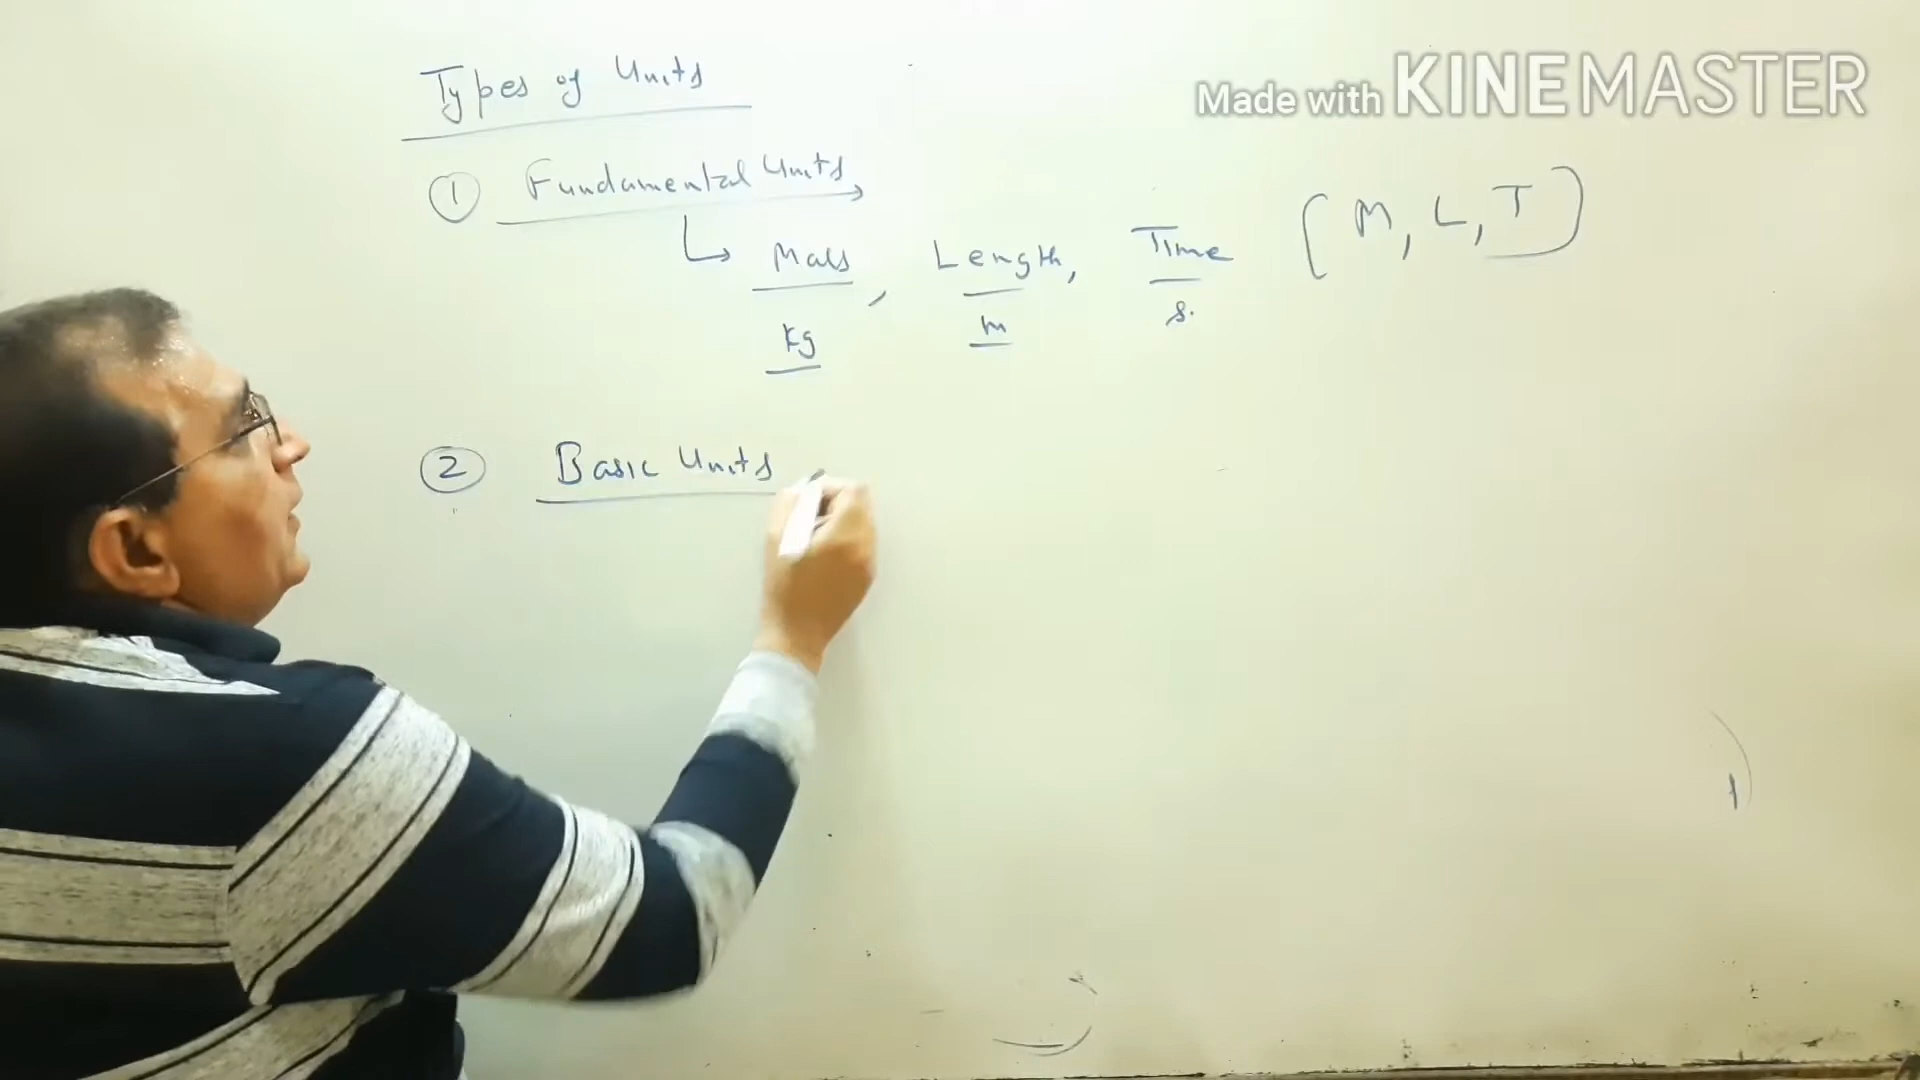 Types of Units
Made with KINEMASTER
① Fundamental Units
↳ Mass, Length, Time [M, L, T]
kg m s.
② Basic Units